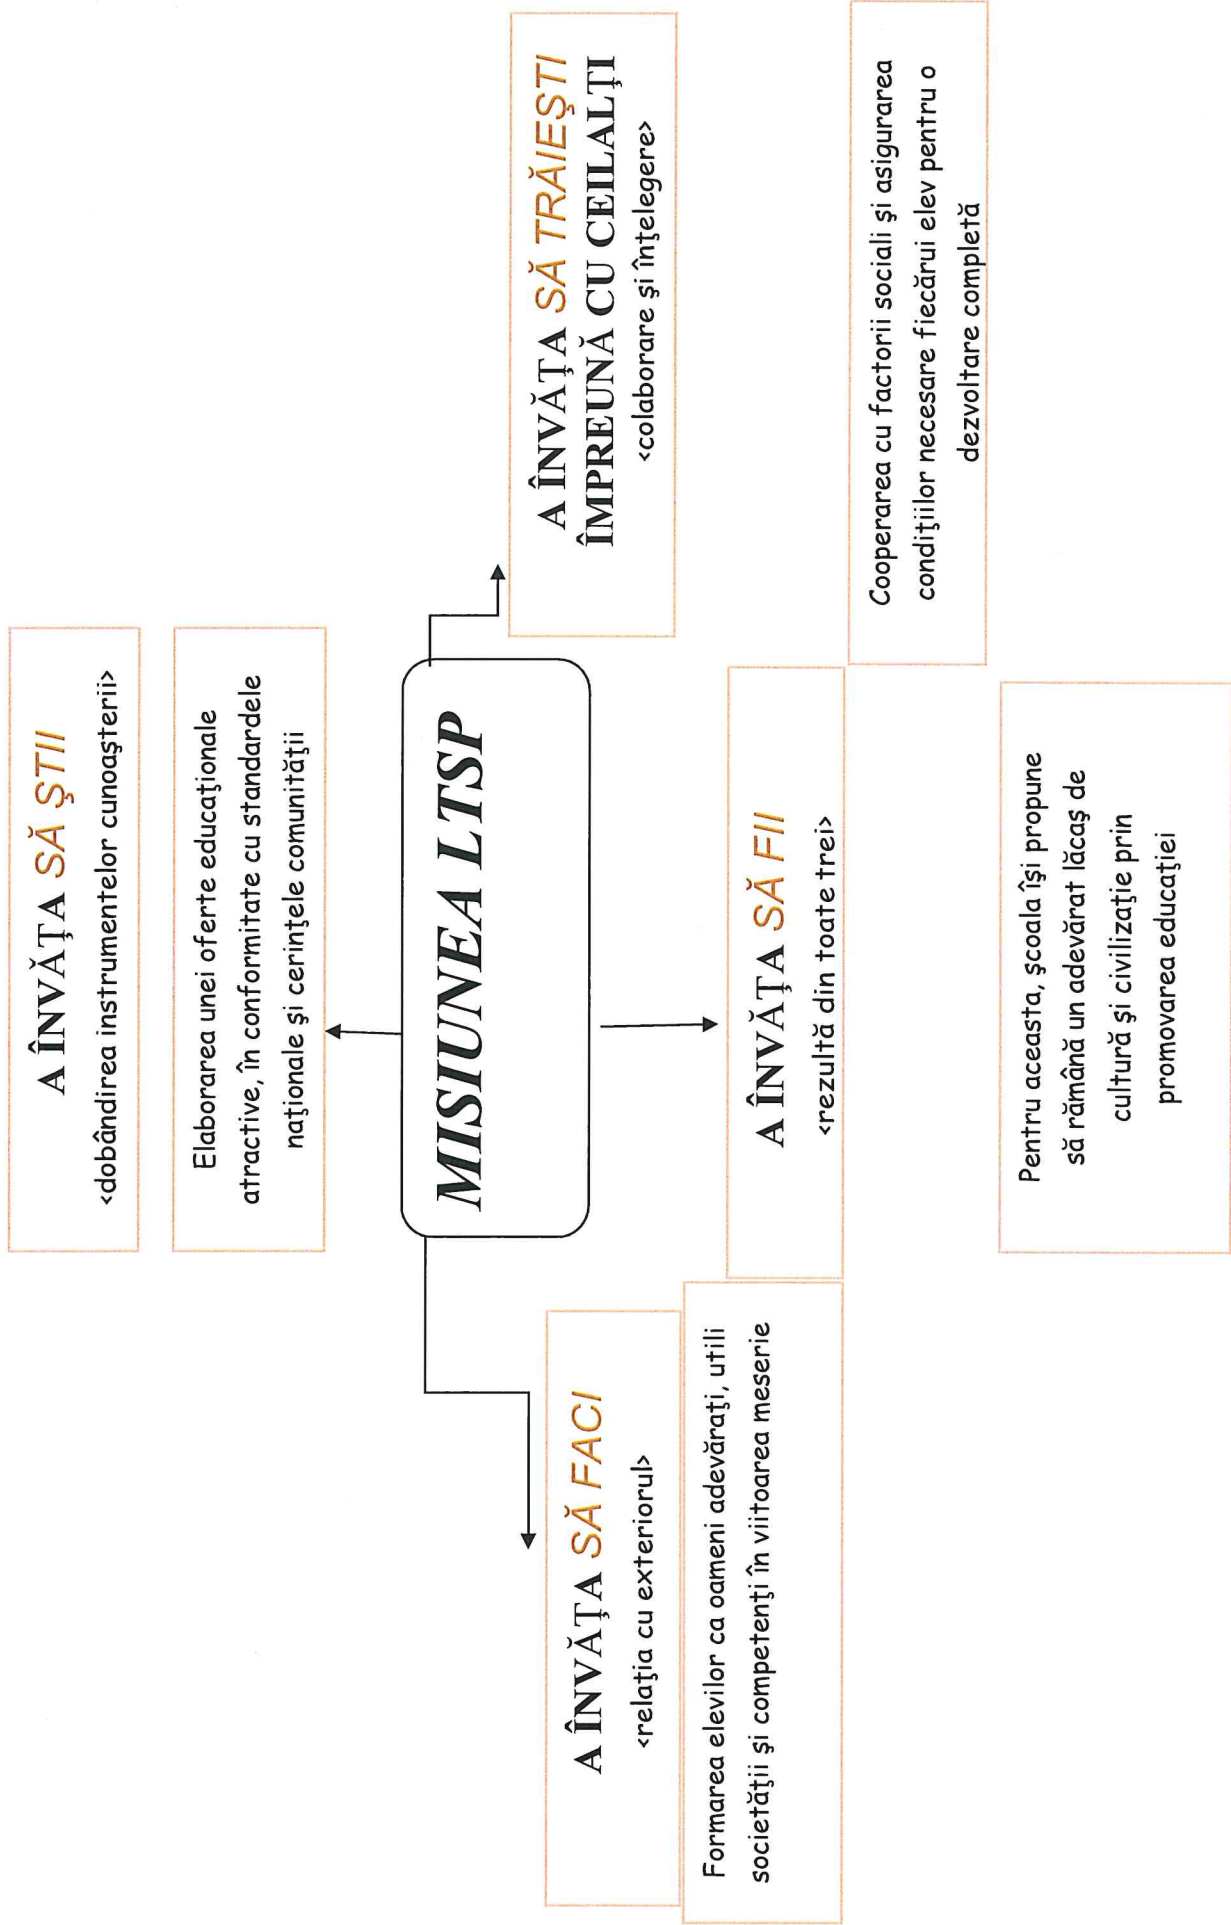 A ÎNVĂŢA SĂ ŞTII
<dobândirea instrumentelor cunoaşterii>
Elaborarea unei oferte educaţionale
atractive, în conformitate cu standardele
naţionale şi cerinţele comunităţii
MISIUNEA LTSP
A ÎNVĂŢA SĂ FACI
<relaţia cu exteriorul>
Formarea elevilor ca oameni adevăraţi, utili
societăţii şi competenţi în viitoarea meserie
A ÎNVĂŢA SĂ FII
<rezultă din toate trei>
Pentru aceasta, şcoala îşi propune
să rămână un adevărat lăcaş de
cultură şi civilizaţie prin
promovarea educaţiei
A ÎNVĂŢA SĂ TRĂIEŞTI
ÎMPREUNĂ CU CEILALŢI
<colaborare şi înţelegere>
Cooperarea cu factorii sociali şi asigurarea
condiţiilor necesare fiecărui elev pentru o
dezvoltare completă